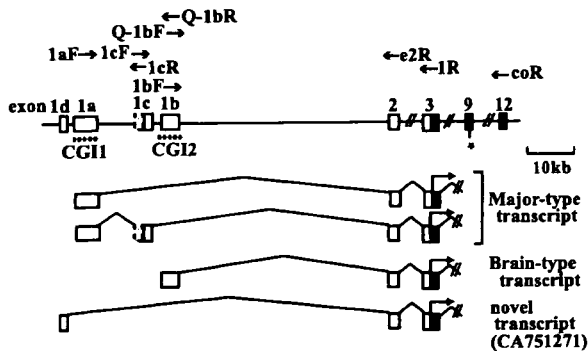 Q-1bR
Q-1bF
1aF 1cF 1cR e2R 1R coR
1bF
exon 1d 1a 1c 1b 2 3 9 12
CGI1 CGI2 *
10kb
Major-type
transcript
Brain-type
transcript
novel
transcript
(CA751271)